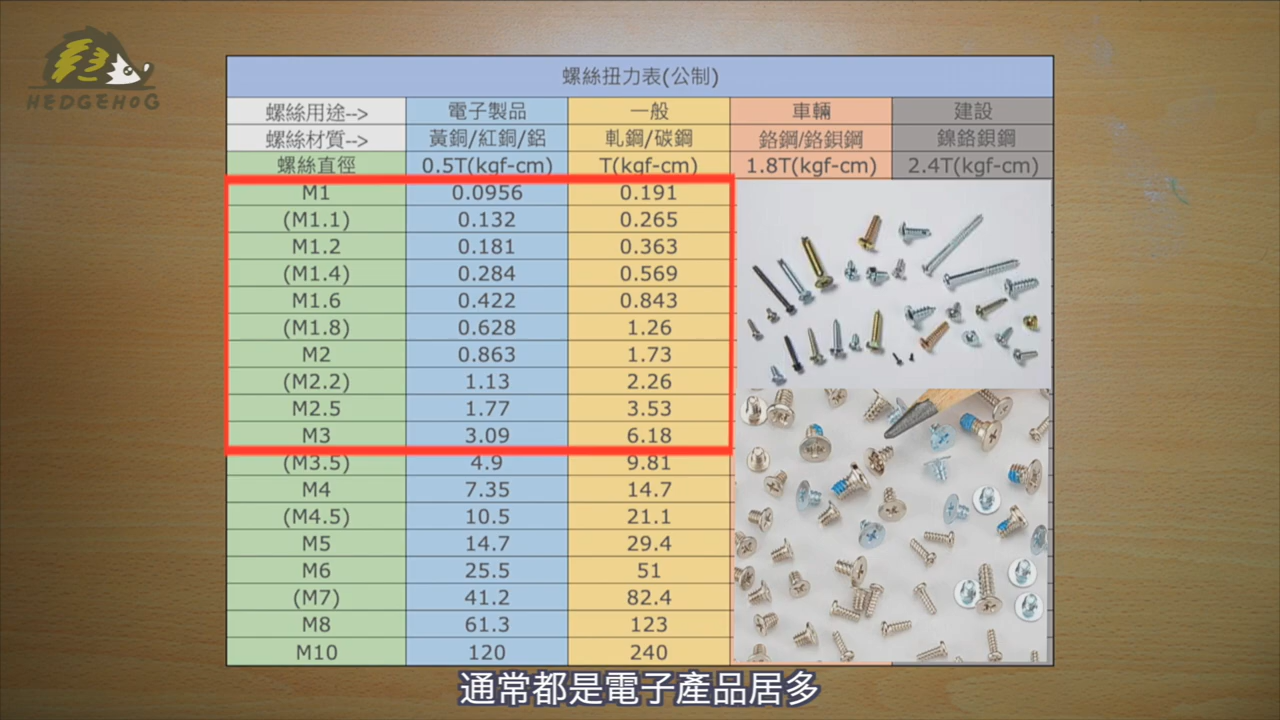 HEDGEHOG
螺絲扭力表(公制)
螺絲用途--> 電子製品 一般 車輛 建設
螺絲材質--> 黃銅/紅銅/鋁 軋鋼/碳鋼 鉻鋼/鉻鉬鋼 鎳鉻鉬鋼
螺絲直徑 0.5T(kgf-cm) T(kgf-cm) 1.8T(kgf-cm) 2.4T(kgf-cm)
M1 0.0956 0.191
(M1.1) 0.132 0.265
M1.2 0.181 0.363
(M1.4) 0.284 0.569
M1.6 0.422 0.843
(M1.8) 0.628 1.26
M2 0.863 1.73
(M2.2) 1.13 2.26
M2.5 1.77 3.53
M3 3.09 6.18
(M3.5) 4.9 9.81
M4 7.35 14.7
(M4.5) 10.5 21.1
M5 14.7 29.4
M6 25.5 51
(M7) 41.2 82.4
M8 61.3 123
M10 120 240
通常都是電子產品居多